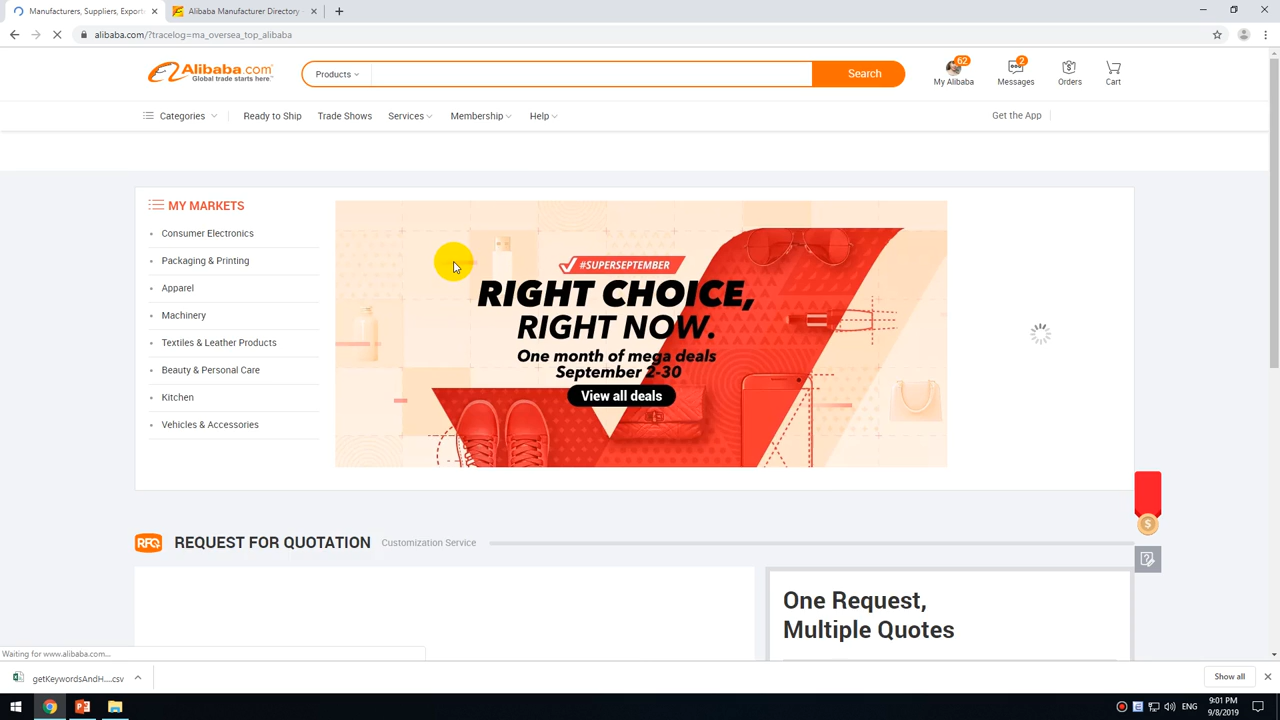 Manufacturers, Suppliers, Export
Alibaba Manufacturer Directory -
alibaba.com/?tracelog=ma_oversea_top_alibaba
Alibaba.com
Global trade starts here.™
Products
Search
62
2
My Alibaba
Messages
Orders
Cart
Categories
Ready to Ship
Trade Shows
Services
Membership
Help
Get the App
MY MARKETS
Consumer Electronics
Packaging & Printing
Apparel
Machinery
Textiles & Leather Products
Beauty & Personal Care
Kitchen
Vehicles & Accessories
#SUPERSEPTEMBER
RIGHT CHOICE,
RIGHT NOW.
One month of mega deals
September 2-30
View all deals
RFQ
REQUEST FOR QUOTATION
Customization Service
One Request,
Multiple Quotes
Waiting for www.alibaba.com...
getKeywordsAndH....csv
Show all
ENG
9:01 PM
9/8/2019